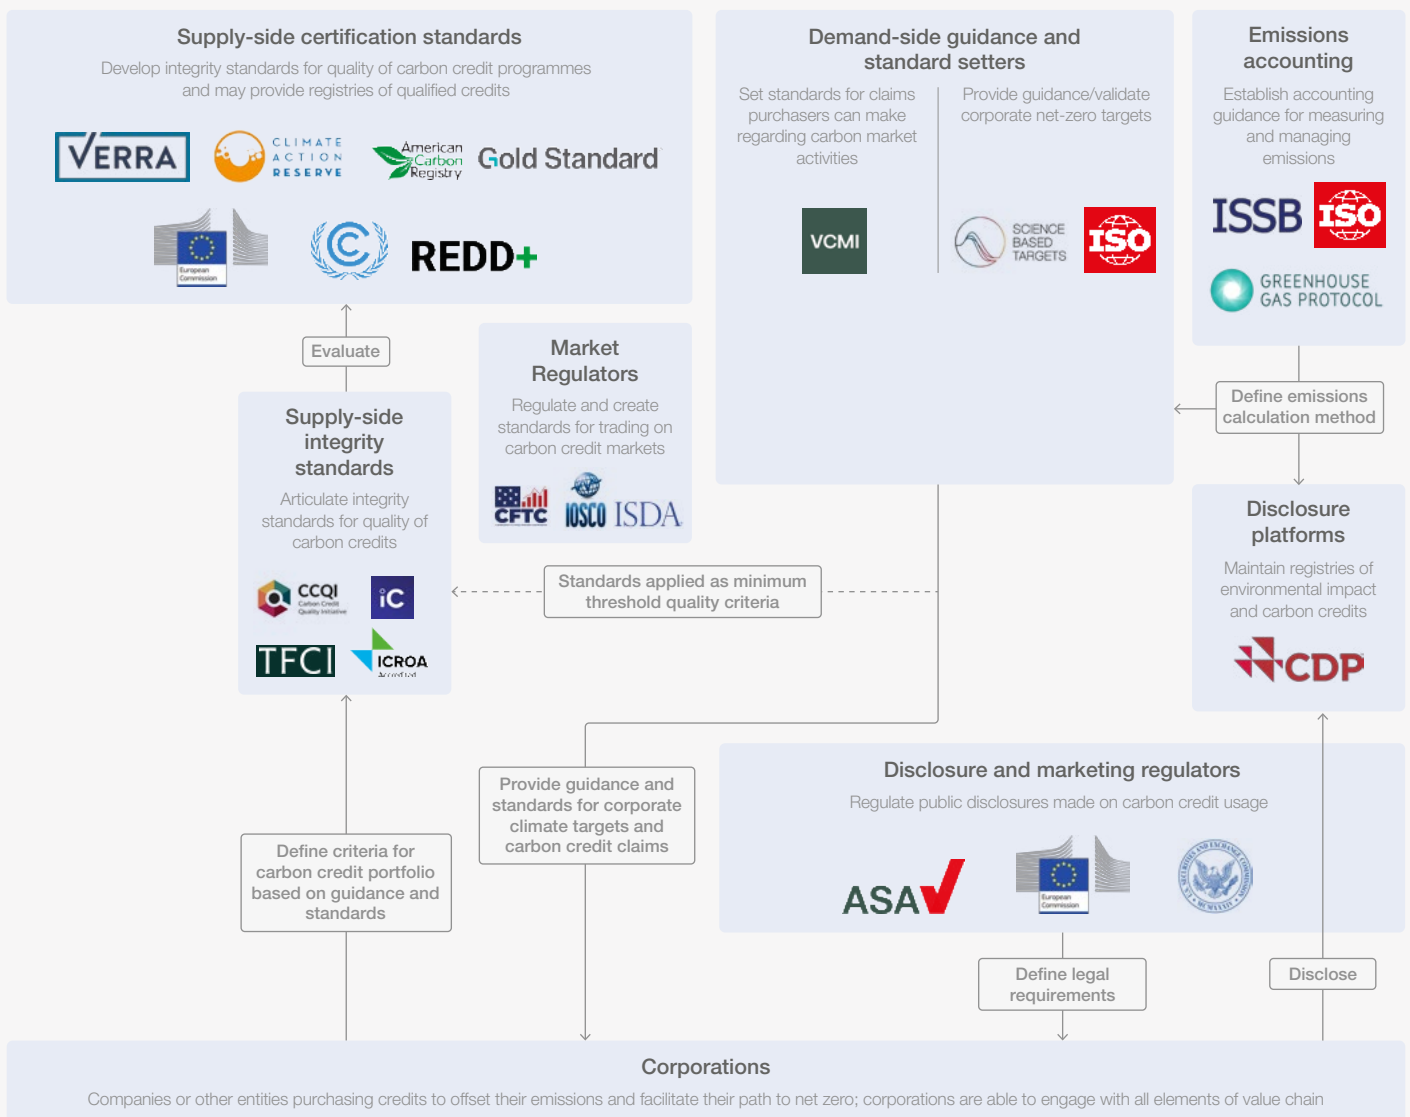 Supply-side certification standards
Develop integrity standards for quality of carbon credit programmes
and may provide registries of qualified credits
VERRA
CLIMATE
ACTION
RESERVE
American
Carbon
Registry
Gold Standard
European
Commission
REDD+
Demand-side guidance and
standard setters
Set standards for claims
purchasers can make
regarding carbon market
activities
Provide guidance/validate
corporate net-zero targets
VCMI
SCIENCE
BASED
TARGETS
ISO
Emissions
accounting
Establish accounting
guidance for measuring
and managing
emissions
ISSB
ISO
GREENHOUSE
GAS PROTOCOL
Evaluate
Market
Regulators
Regulate and create
standards for trading on
carbon credit markets
CFTC
IOSCO
ISDA
Define emissions
calculation method
Supply-side
integrity
standards
Articulate integrity
standards for quality of
carbon credits
CCQI
Carbon Credit
Quality Initiative
iC
TFCI
ICROA
Accredited
Standards applied as minimum
threshold quality criteria
Disclosure
platforms
Maintain registries of
environmental impact
and carbon credits
CDP
Provide guidance and
standards for corporate
climate targets and
carbon credit claims
Disclosure and marketing regulators
Regulate public disclosures made on carbon credit usage
ASA
European
Commission
U.S. SECURITIES AND EXCHANGE COMMISSION
MCMXXXIV
Define criteria for
carbon credit portfolio
based on guidance and
standards
Define legal
requirements
Disclose
Corporations
Companies or other entities purchasing credits to offset their emissions and facilitate their path to net zero; corporations are able to engage with all elements of value chain